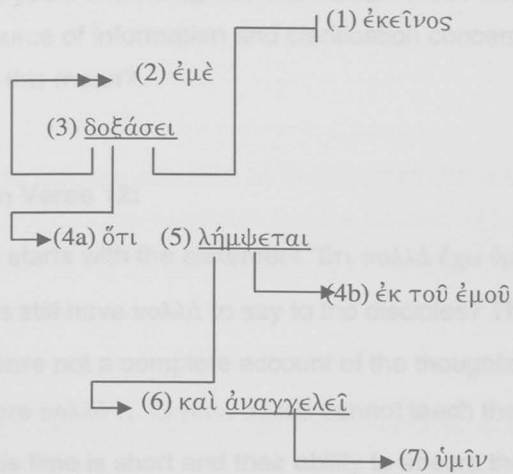 (1) ἐκεῖνος
(2) ἐμὲ
(3) δοξάσει
(4a) ὅτι (5) λήμψεται
(4b) ἐκ τοῦ ἐμοῦ
(6) καὶ ἀναγγελεῖ
(7) ὑμῖν